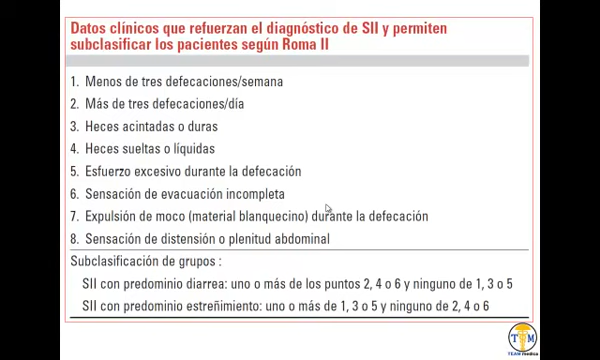 Datos clínicos que refuerzan el diagnóstico de SII y permiten
subclasificar los pacientes según Roma II
1. Menos de tres defecaciones/semana
2. Más de tres defecaciones/día
3. Heces acintadas o duras
4. Heces sueltas o líquidas
5. Esfuerzo excesivo durante la defecación
6. Sensación de evacuación incompleta
7. Expulsión de moco (material blanquecino) durante la defecación
8. Sensación de distensión o plenitud abdominal
Subclasificación de grupos :
SII con predominio diarrea: uno o más de los puntos 2, 4 o 6 y ninguno de 1, 3 o 5
SII con predominio estreñimiento: uno o más de 1, 3 o 5 y ninguno de 2, 4 o 6
TM
TEAM medica